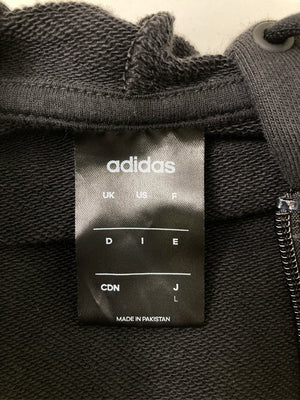 adidas
UK US F
D I E
CDN J
L
MADE IN PAKISTAN